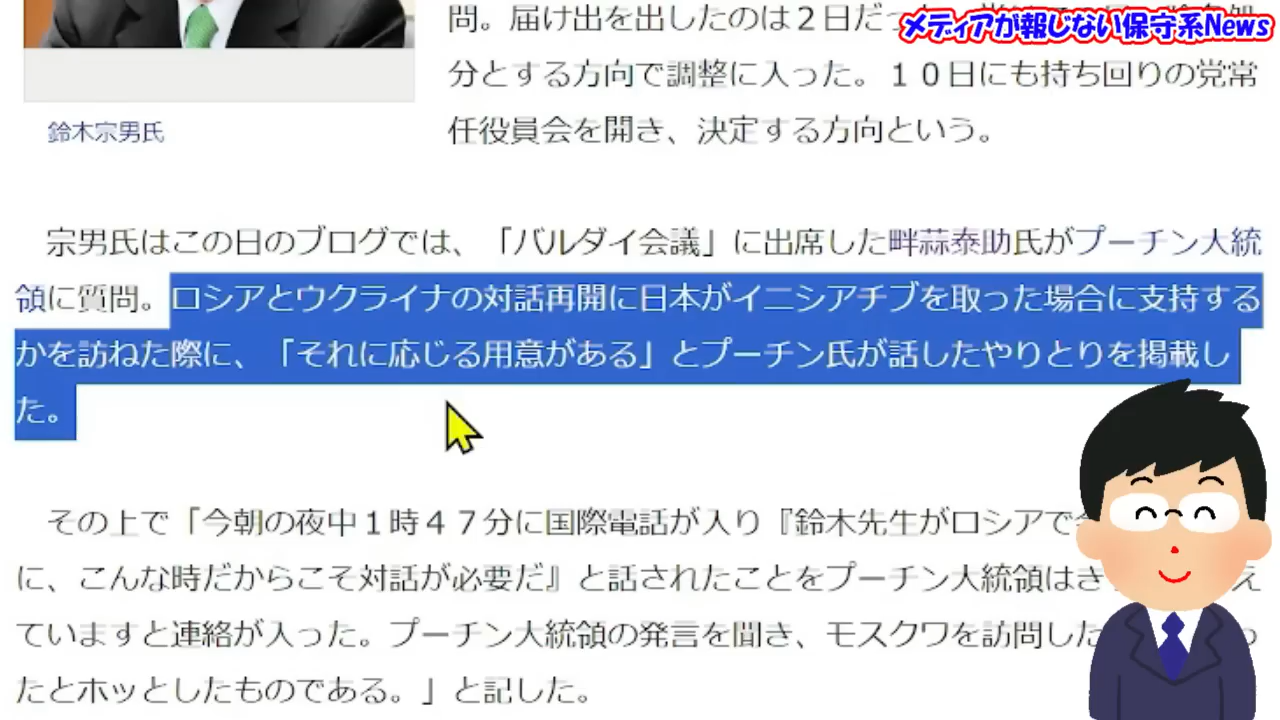 メディアが報じない保守系News
問。届け出を出したのは２日だっ
分とする方向で調整に入った。１０日にも持ち回りの党常
任役員会を開き、決定する方向という。
鈴木宗男氏
宗男氏はこの日のブログでは、「バルダイ会議」に出席した畔蒜泰助氏がプーチン大統
領に質問。ロシアとウクライナの対話再開に日本がイニシアチブを取った場合に支持する
かを訪ねた際に、「それに応じる用意がある」とプーチン氏が話したやりとりを掲載し
た。
その上で「今朝の夜中１時４７分に国際電話が入り『鈴木先生がロシアで
に、こんな時だからこそ対話が必要だ』と話されたことをプーチン大統領はき え
ていますと連絡が入った。プーチン大統領の発言を聞き、モスクワを訪問した っ
たとホッとしたものである。」と記した。